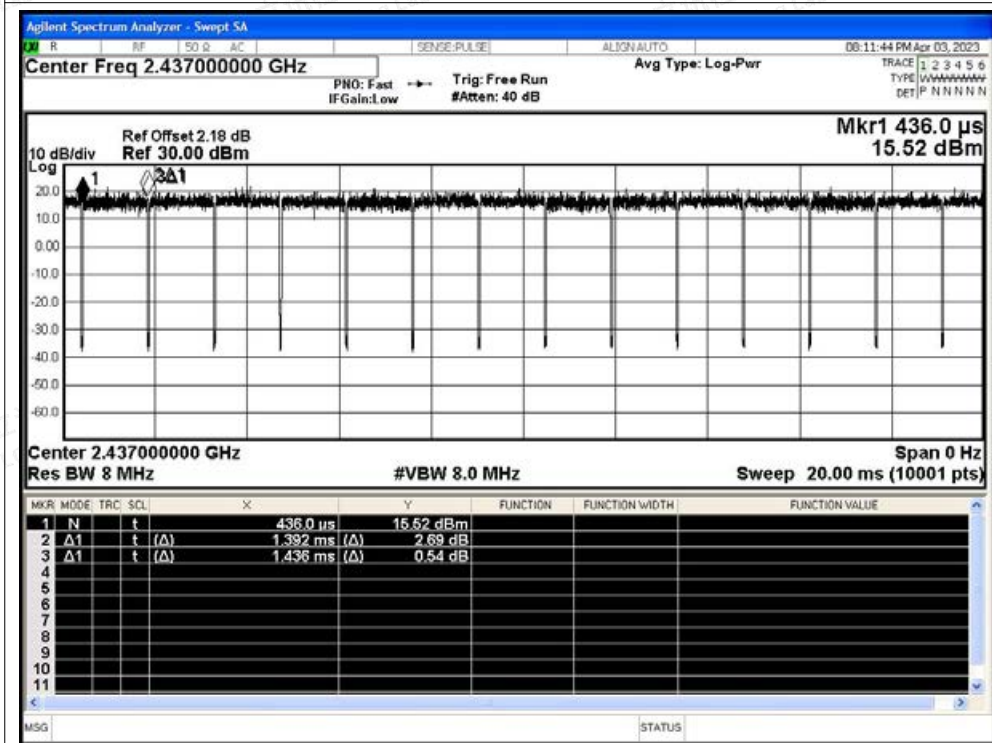 Agilent Spectrum Analyzer - Swept SA
LXI R RF 50 Ω AC SENSE:PULSE ALIGN AUTO 08:11:44 PM Apr 03, 2023
Center Freq 2.437000000 GHz
PNO: Fast
IFGain:Low
Trig: Free Run
#Atten: 40 dB
Avg Type: Log-Pwr
TRACE 1 2 3 4 5 6
TYPE WWWWWW
DET P N N N N N
Mkr1 436.0 µs
15.52 dBm
Ref Offset 2.18 dB
10 dB/div Ref 30.00 dBm
Log
1
3Δ1
20.0
10.0
0.00
-10.0
-20.0
-30.0
-40.0
-50.0
-60.0
Center 2.437000000 GHz Span 0 Hz
Res BW 8 MHz #VBW 8.0 MHz Sweep 20.00 ms (10001 pts)
MKR MODE TRC SCL X Y FUNCTION FUNCTION WIDTH FUNCTION VALUE
1 N t 436.0 µs 15.52 dBm
2 Δ1 t (Δ) 1.392 ms (Δ) 2.69 dB
3 Δ1 t (Δ) 1.436 ms (Δ) 0.54 dB
4
5
6
7
8
9
10
11
MSG STATUS